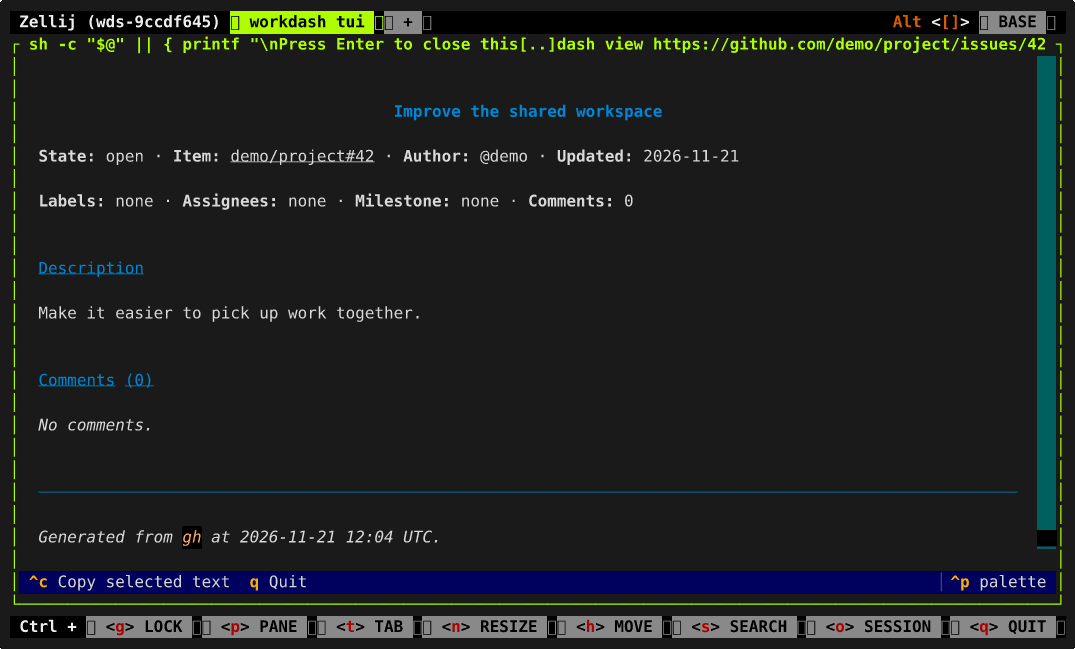 Zellij (wds-9ccdf645) workdash tui + Alt <[]> BASE
sh -c "$@" || { printf "\nPress Enter to close this[..]dash view https://github.com/demo/project/issues/42
Improve the shared workspace
State: open · Item: demo/project#42 · Author: @demo · Updated: 2026-11-21
Labels: none · Assignees: none · Milestone: none · Comments: 0
Description
Make it easier to pick up work together.
Comments (0)
No comments.
Generated from gh at 2026-11-21 12:04 UTC.
^c Copy selected text q Quit ^p palette
Ctrl + <g> LOCK <p> PANE <t> TAB <n> RESIZE <h> MOVE <s> SEARCH <o> SESSION <q> QUIT